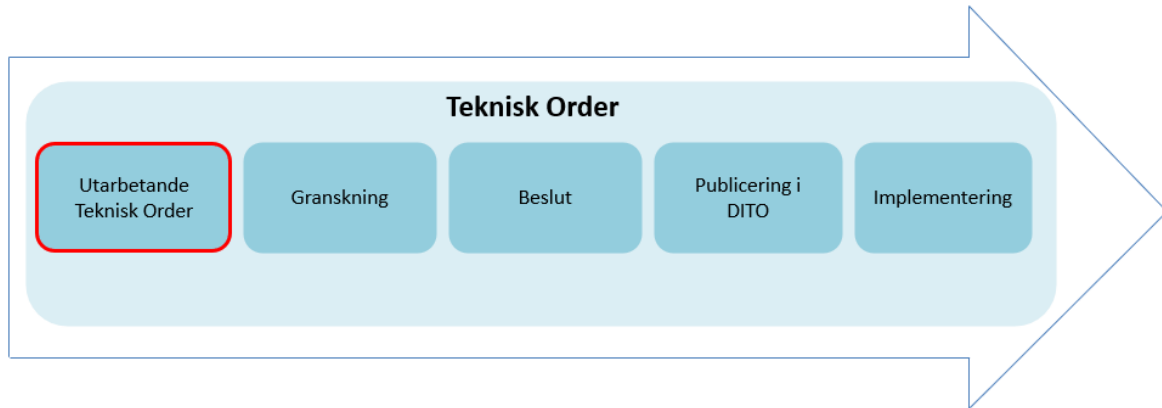 Teknisk Order
Utarbetande
Teknisk Order
Granskning
Beslut
Publicering i
DITO
Implementering